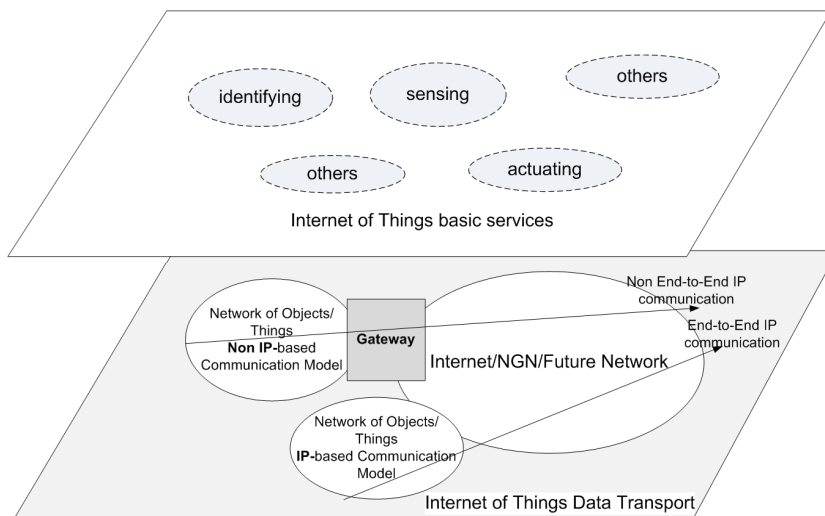 identifying
sensing
others
others
actuating
Internet of Things basic services
Non End-to-End IP
communication
End-to-End IP
communication
Network of Objects/
Things
Non IP-based
Communication Model
Gateway
Internet/NGN/Future Network
Network of Objects/
Things
IP-based Communication
Model
Internet of Things Data Transport